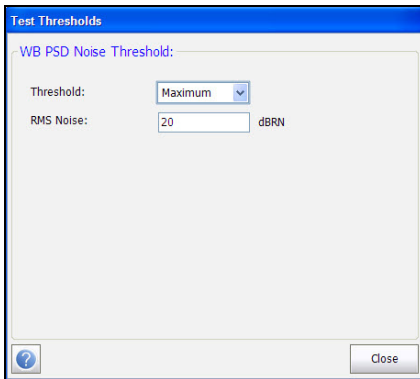 Test Thresholds
WB PSD Noise Threshold:
Threshold: Maximum
RMS Noise: 20 dBRN
? Close